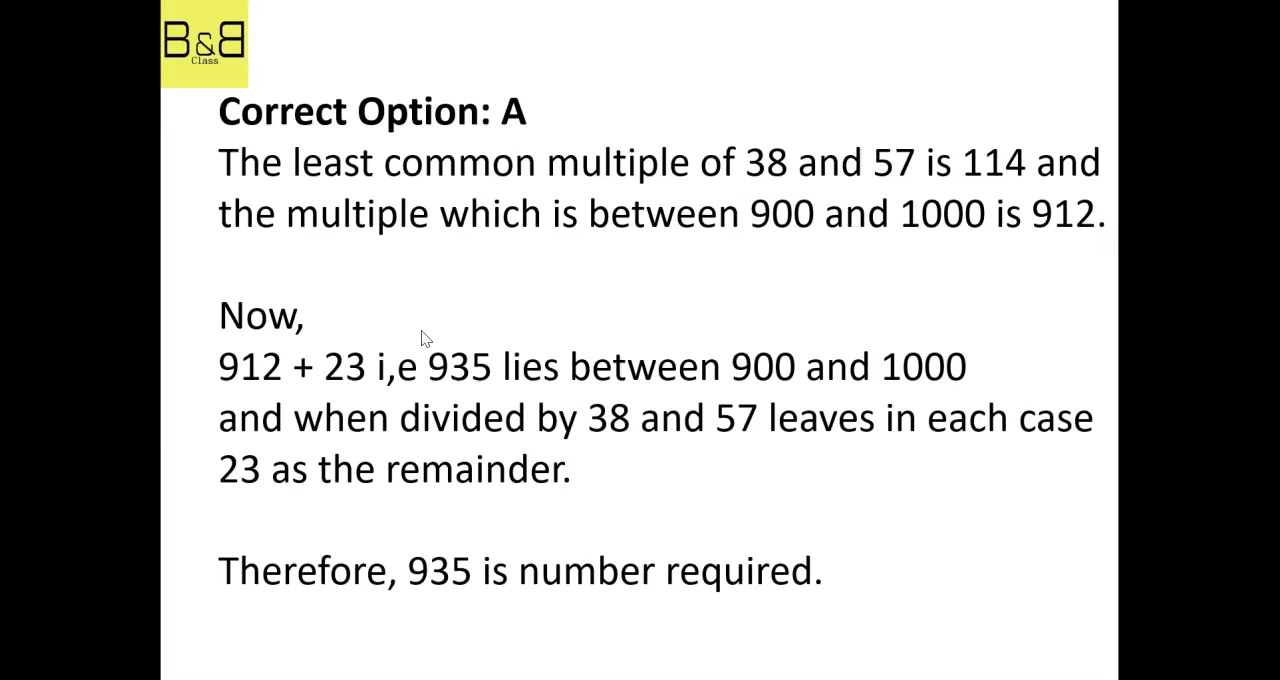 B&B
Class
Correct Option: A
The least common multiple of 38 and 57 is 114 and
the multiple which is between 900 and 1000 is 912.
Now,
912 + 23 i,e 935 lies between 900 and 1000
and when divided by 38 and 57 leaves in each case
23 as the remainder.
Therefore, 935 is number required.